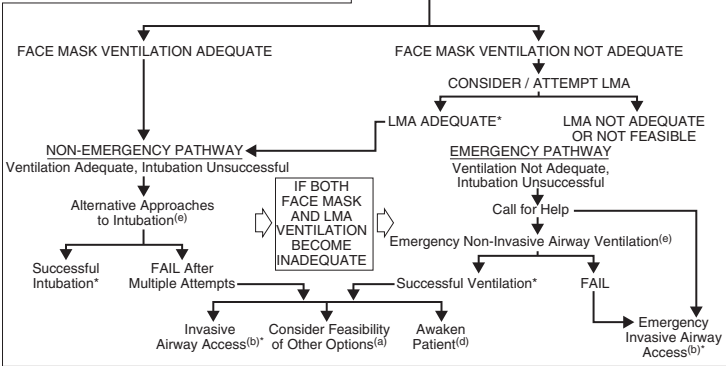 FACE MASK VENTILATION ADEQUATE
FACE MASK VENTILATION NOT ADEQUATE
CONSIDER / ATTEMPT LMA
LMA ADEQUATE*
LMA NOT ADEQUATE
OR NOT FEASIBLE
NON-EMERGENCY PATHWAY
Ventilation Adequate, Intubation Unsuccessful
EMERGENCY PATHWAY
Ventilation Not Adequate,
Intubation Unsuccessful
IF BOTH
FACE MASK
AND LMA
VENTILATION
BECOME
INADEQUATE
Alternative Approaches
to Intubation(e)
Call for Help
Emergency Non-Invasive Airway Ventilation(e)
Successful
Intubation*
FAIL After
Multiple Attempts
Successful Ventilation*
FAIL
Invasive
Airway Access(b)*
Consider Feasibility
of Other Options(a)
Awaken
Patient(d)
Emergency
Invasive Airway
Access(b)*